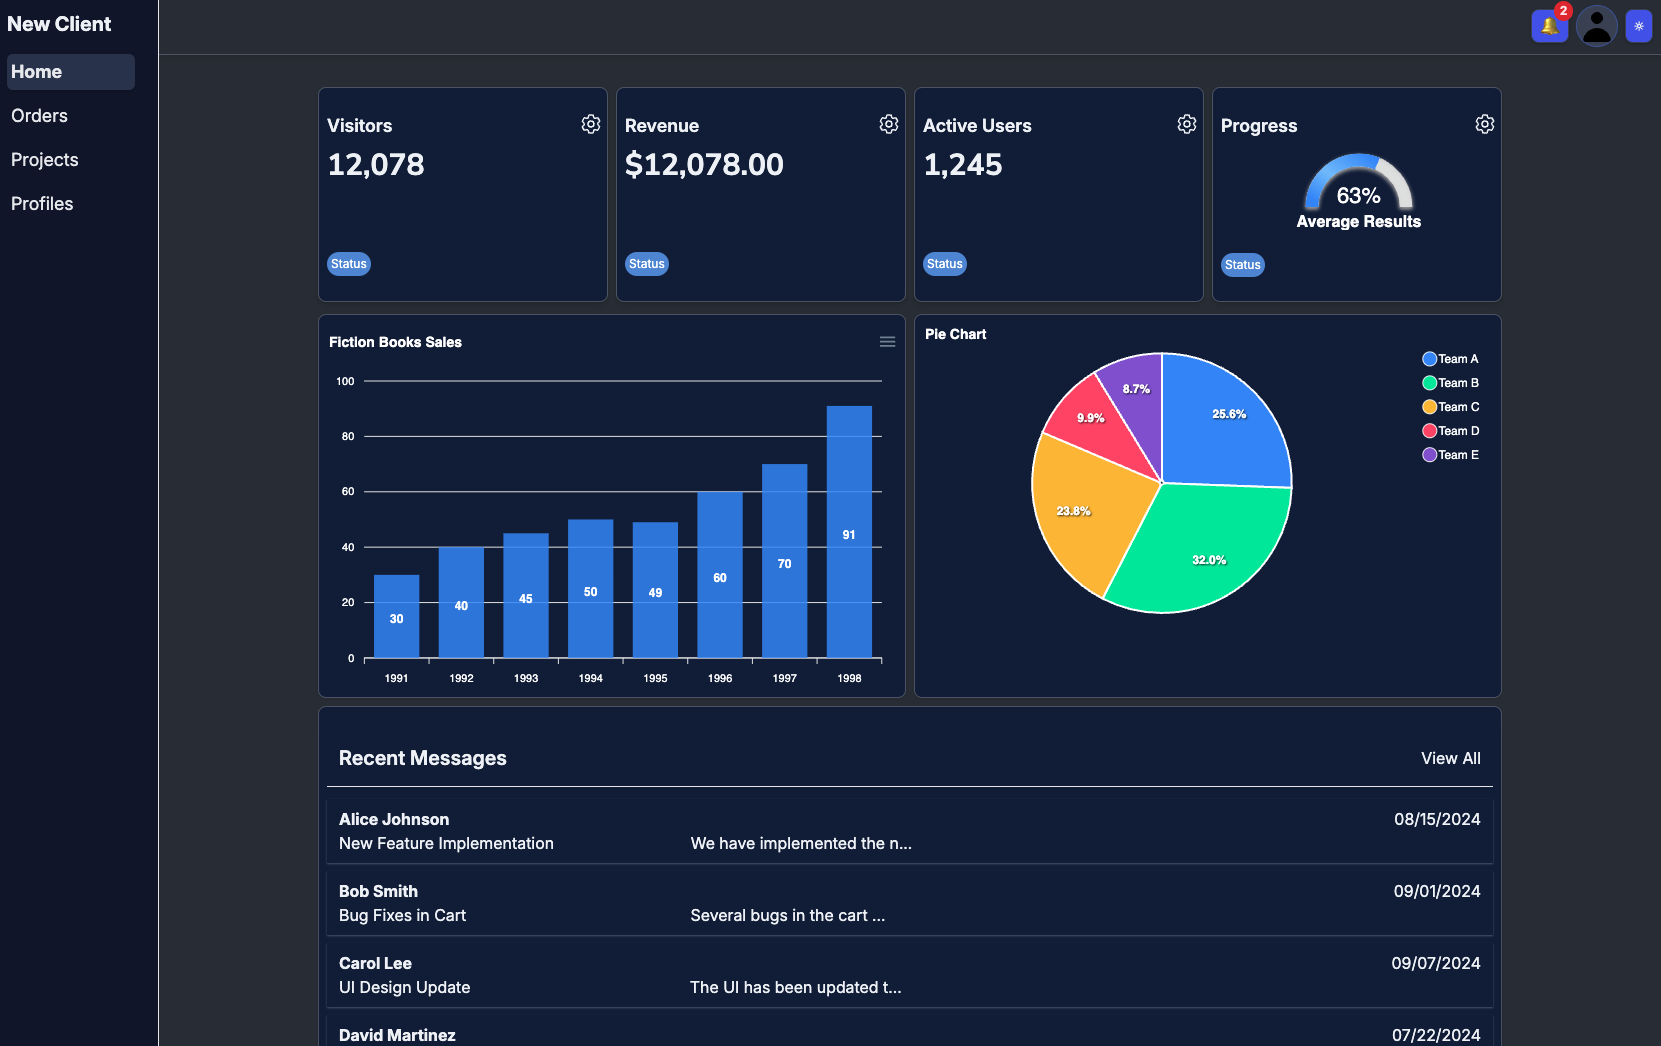 New Client
Home
Orders
Projects
Profiles
2
Visitors
12,078
Status
Revenue
$12,078.00
Status
Active Users
1,245
Status
Progress
63%
Average Results
Status
Fiction Books Sales
100
80
60
40
20
0
30
40
45
50
49
60
70
91
1991
1992
1993
1994
1995
1996
1997
1998
Pie Chart
25.6%
32.0%
23.8%
9.9%
8.7%
Team A
Team B
Team C
Team D
Team E
Recent Messages
View All
Alice Johnson 08/15/2024
New Feature Implementation We have implemented the n...
Bob Smith 09/01/2024
Bug Fixes in Cart Several bugs in the cart ...
Carol Lee 09/07/2024
UI Design Update The UI has been updated t...
David Martinez 07/22/2024